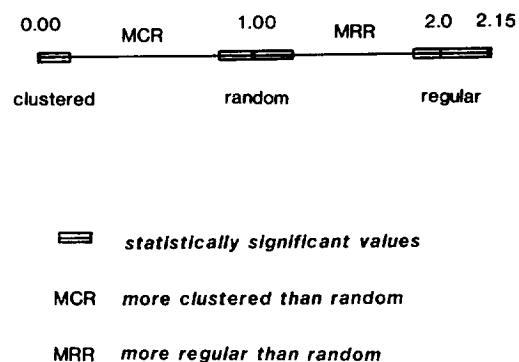 0.00 1.00 2.0 2.15
MCR MRR
clustered random regular
statistically significant values
MCR more clustered than random
MRR more regular than random